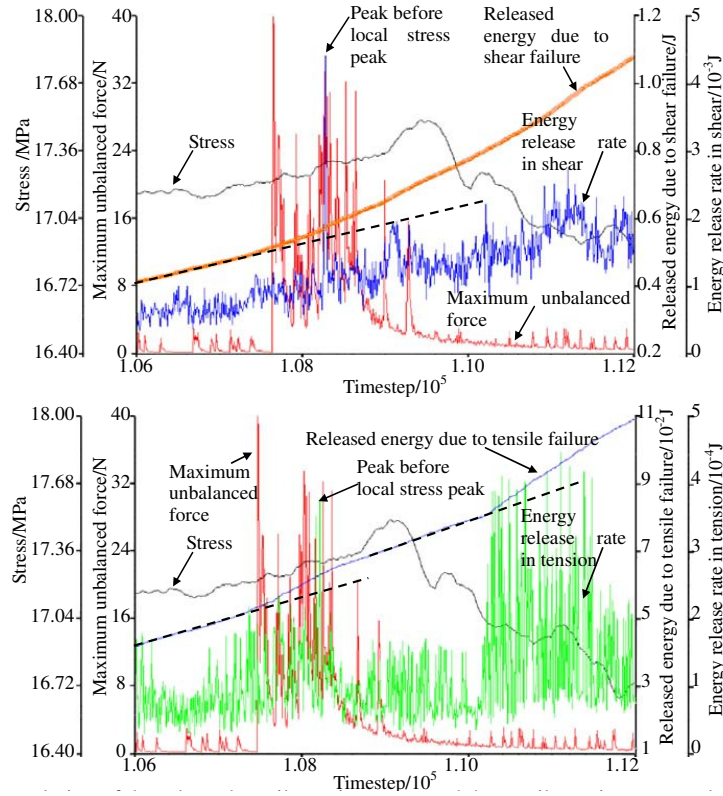 18.00
17.68
17.36
17.04
16.72
16.40
Stress /MPa
40
32
24
16
8
0
Maximum unbalanced force/N
Peak before
local stress
peak
Released
energy due to
shear failure
Stress
Energy
release rate
in shear
Maximum unbalanced
force
1.2
1.0
0.9
0.6
0.4
0.2
Released energy due to shear failure/J
5
4
3
2
1
0
Energy release rate in shear/10⁻³J
1.06
1.08
1.10
1.12
Timestep/10⁵
18.00
17.68
17.36
17.04
16.72
16.40
Stress/MPa
40
32
24
16
8
0
Maximum unbalanced force/N
Released energy due to tensile failure
Maximum
unbalanced
force
Peak before
local stress peak
Stress
Energy
release rate
in tension
11
9
7
5
3
1
Released energy due to tensile failure/10⁻²J
5
4
3
2
1
0
Energy release rate in tension/10⁻⁴J
1.06
1.08
1.10
1.12
Timestep/10⁵